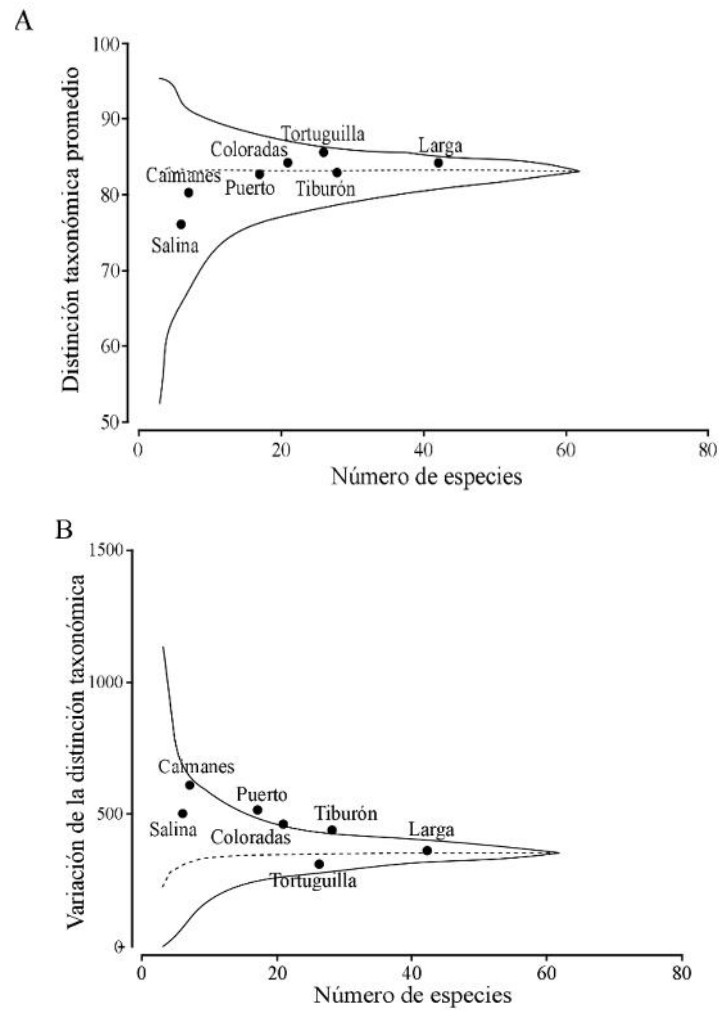 A
100
90
80
70
60
50
Distinción taxonómica promedio
Tortuguilla
Larga
Coloradas
Caimanes
Puerto
Tiburón
Salina
0
20
40
60
80
Número de especies
B
1500
1000
500
0
Variación de la distinción taxonómica
Caimanes
Puerto
Tiburón
Salina
Coloradas
Larga
Tortuguilla
0
20
40
60
80
Número de especies